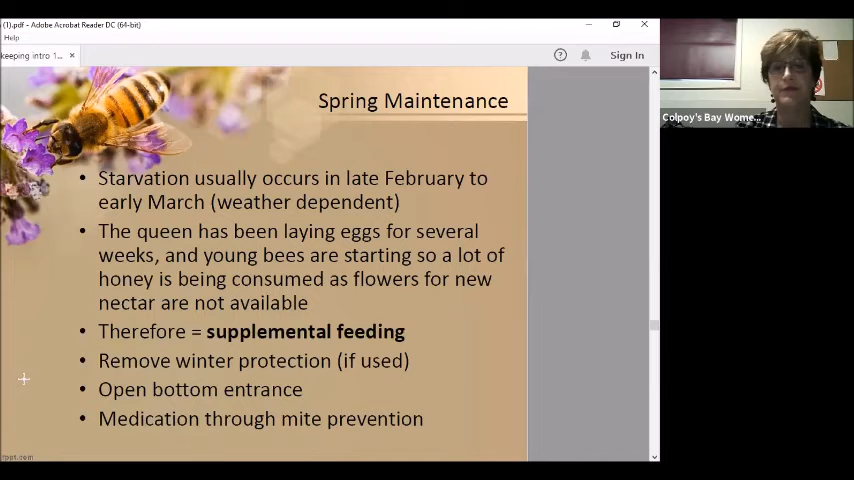 (1).pdf - Adobe Acrobat Reader DC (64-bit)
Help
keeping intro 1...
Sign In
Colpoy's Bay Wome...
Spring Maintenance
• Starvation usually occurs in late February to
early March (weather dependent)
• The queen has been laying eggs for several
weeks, and young bees are starting so a lot of
honey is being consumed as flowers for new
nectar are not available
• Therefore = supplemental feeding
• Remove winter protection (if used)
• Open bottom entrance
• Medication through mite prevention
fppt.com